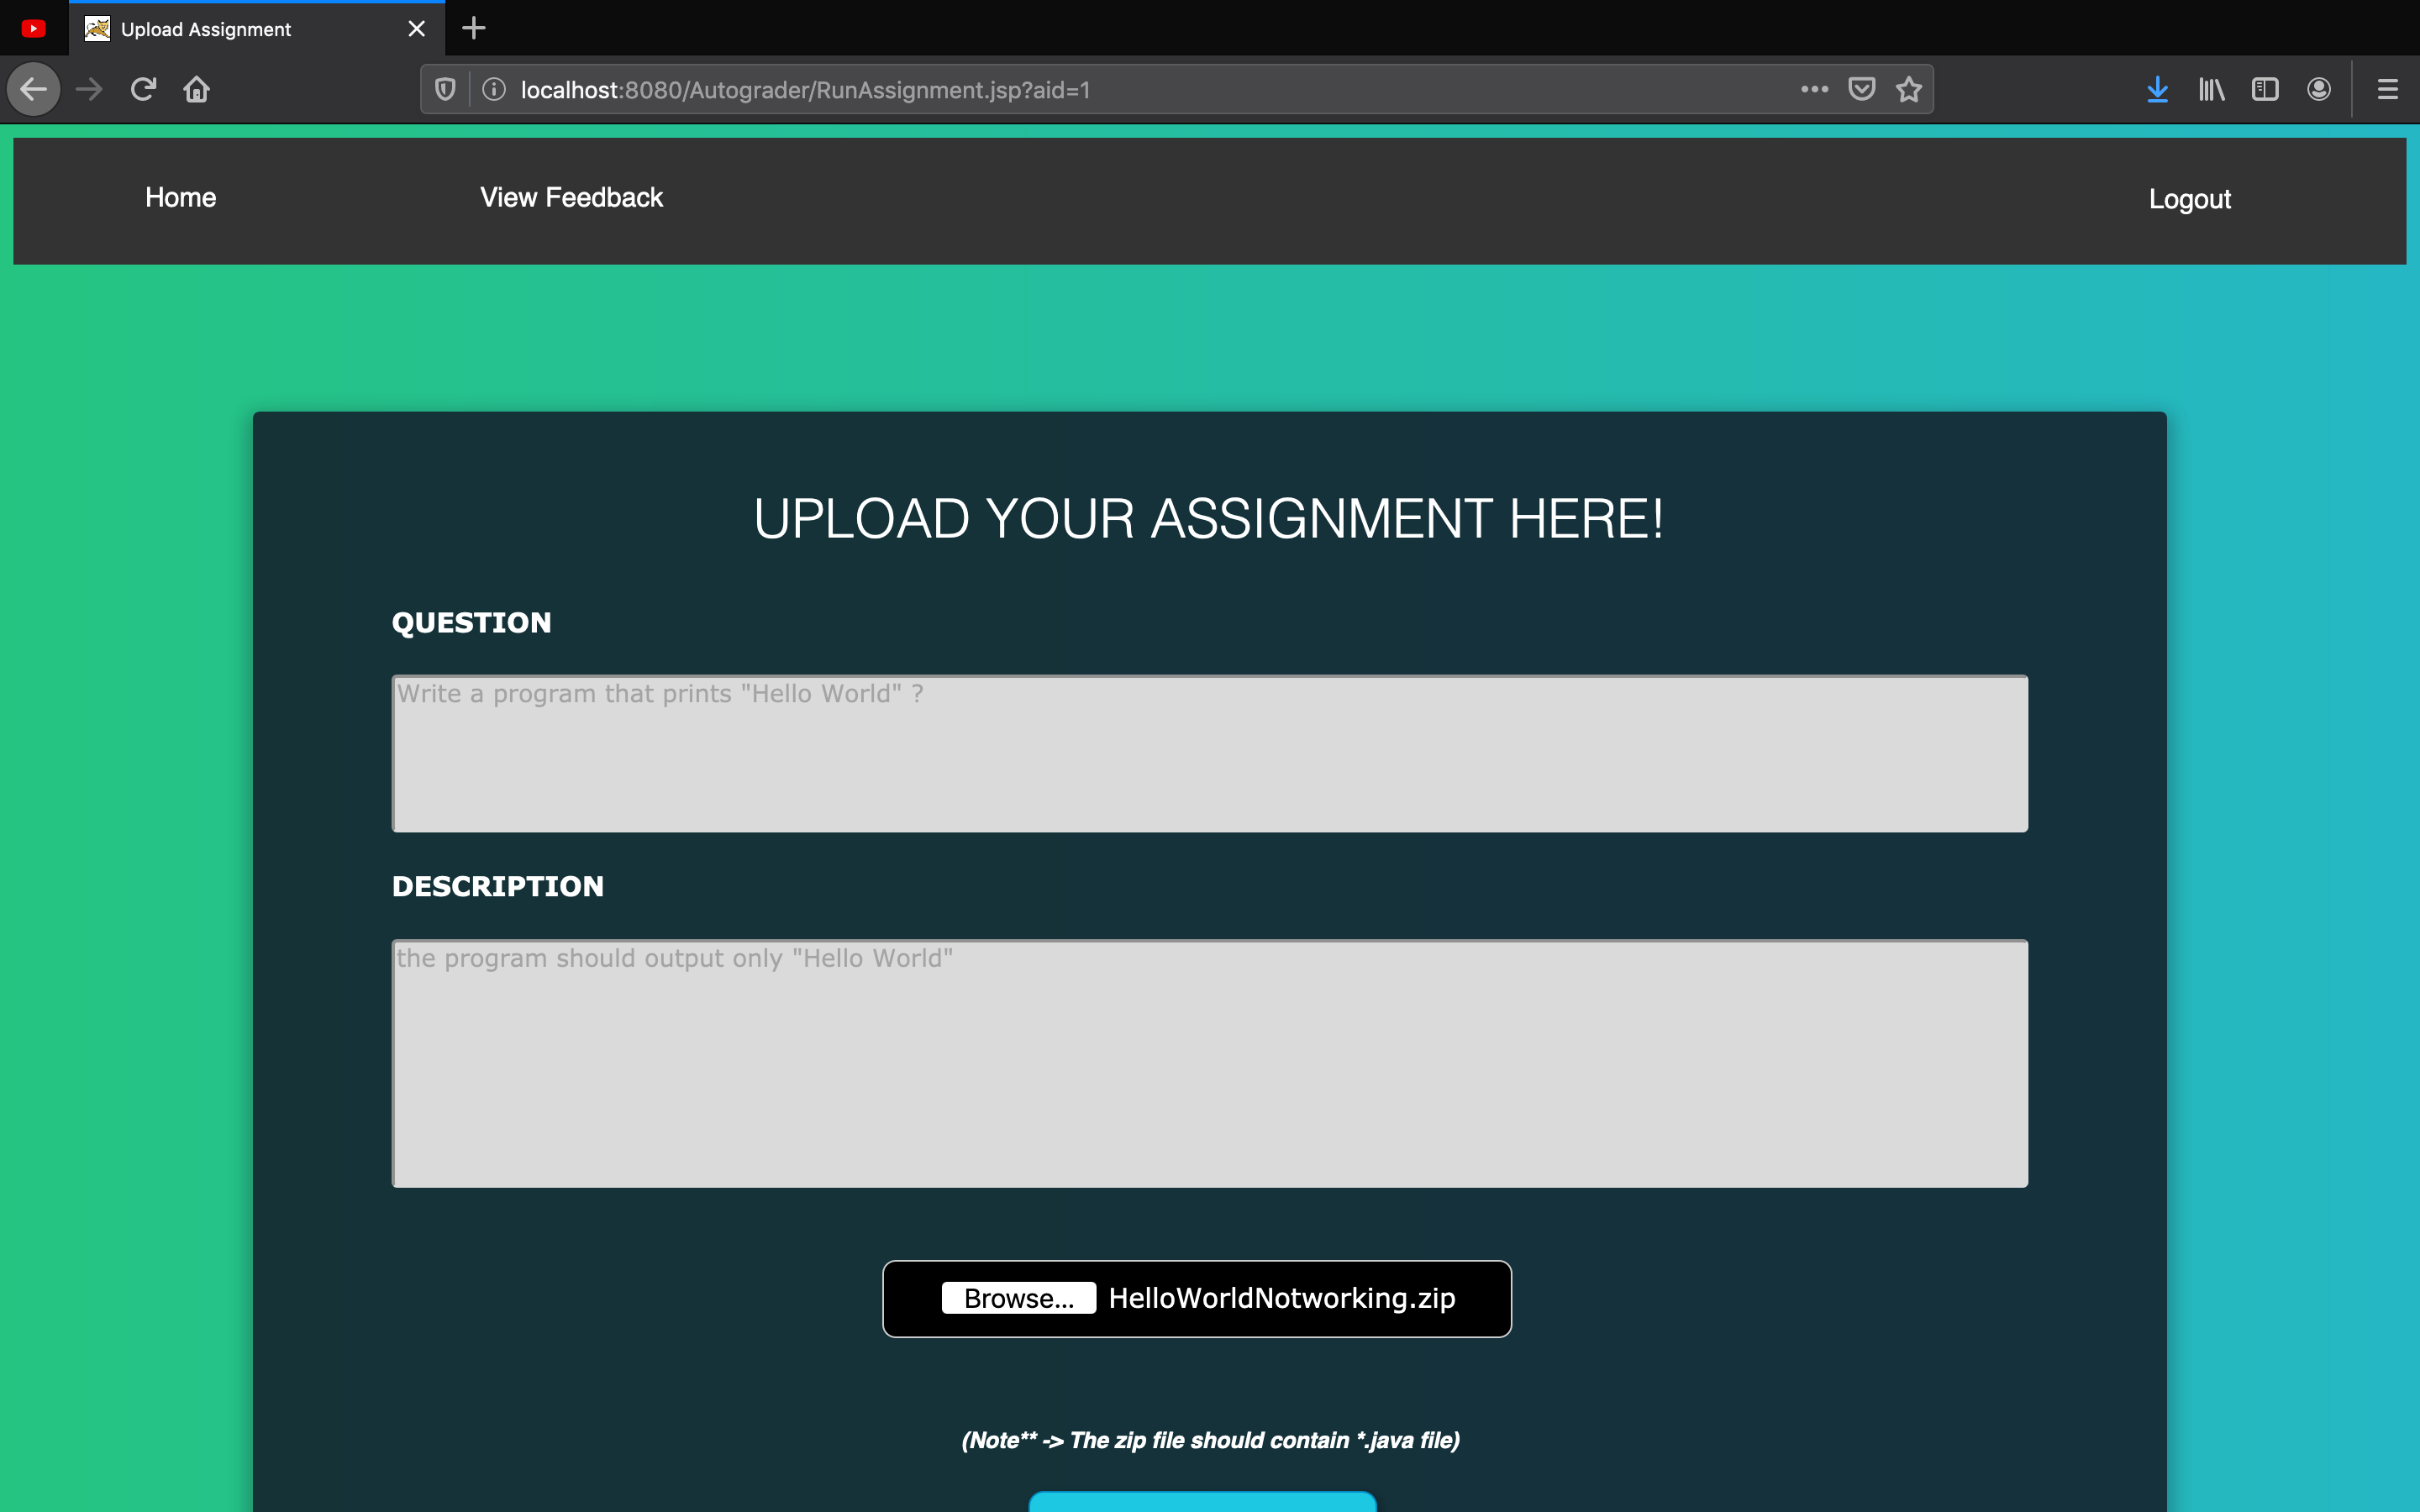 Upload Assignment
localhost:8080/Autograder/RunAssignment.jsp?aid=1
Home View Feedback Logout
UPLOAD YOUR ASSIGNMENT HERE!
QUESTION
Write a program that prints "Hello World" ?
DESCRIPTION
the program should output only "Hello World"
Browse... HelloWorldNotworking.zip
(Note** -> The zip file should contain *.java file)